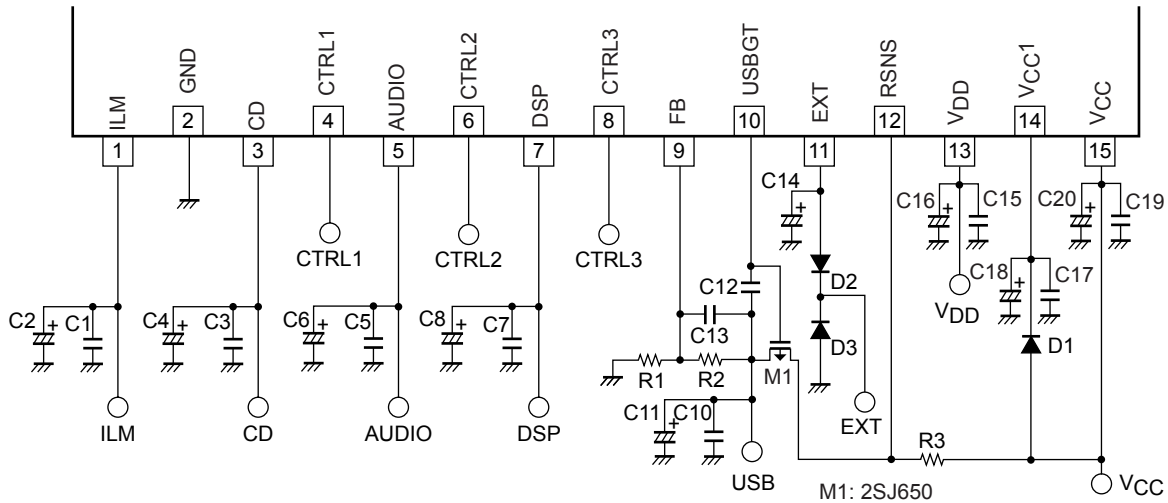 ILM
GND
CD
CTRL1
AUDIO
CTRL2
DSP
CTRL3
FB
USBGT
EXT
RSNS
VDD
VCC1
VCC
1
2
3
4
5
6
7
8
9
10
11
12
13
14
15
C14
C16 + C15
C20 + C19
+
CTRL1
CTRL2
CTRL3
D2
C12
C18 + C17
VDD
C2 + C1
C4 + C3
C6 + C5
C8 + C7
C13
D3
D1
R1
R2
M1
C11 + C10
EXT
R3
ILM
CD
AUDIO
DSP
USB
VCC
M1: 2SJ650